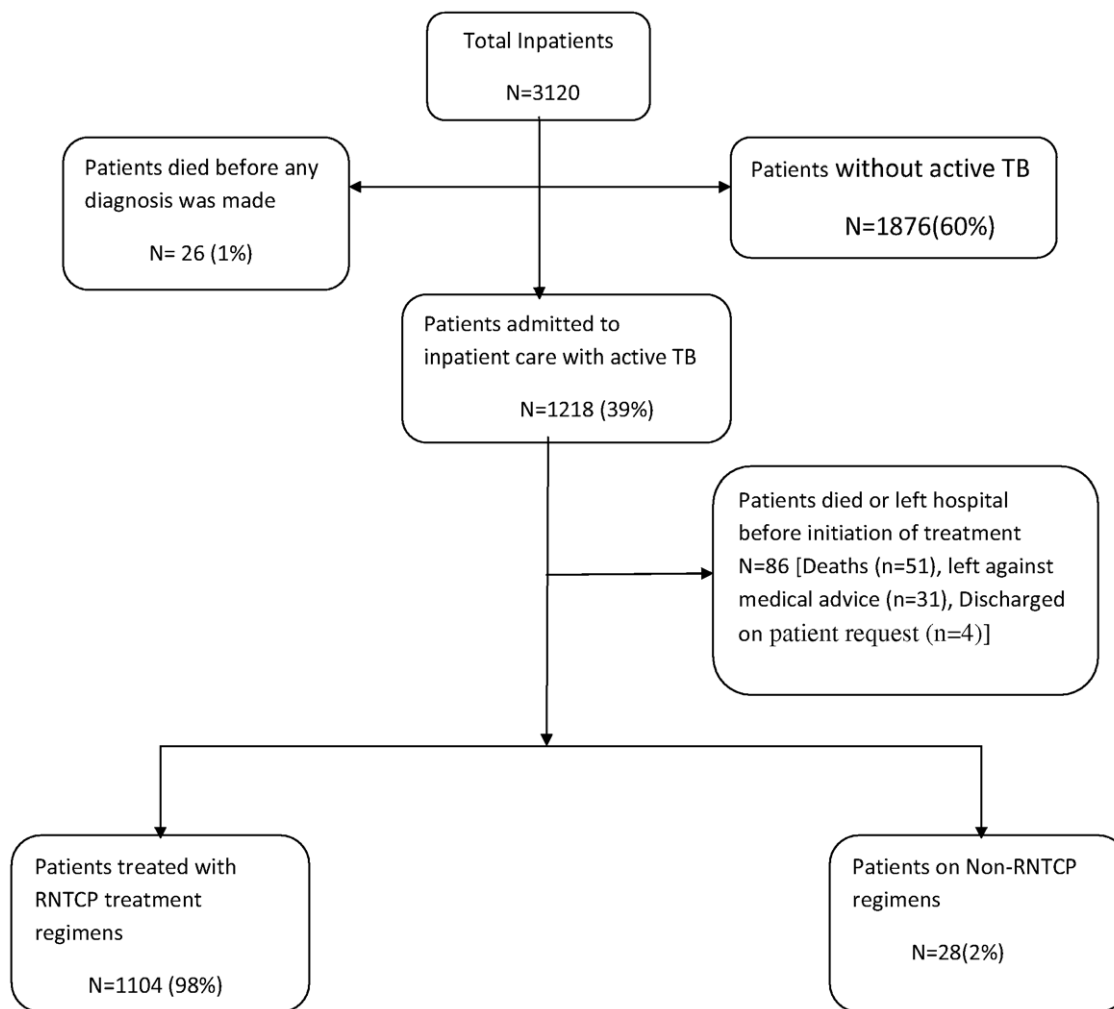 Total Inpatients
N=3120
Patients died before any
diagnosis was made
N= 26 (1%)
Patients without active TB
N=1876(60%)
Patients admitted to
inpatient care with active TB
N=1218 (39%)
Patients died or left hospital
before initiation of treatment
N=86 [Deaths (n=51), left against
medical advice (n=31), Discharged
on patient request (n=4)]
Patients treated with
RNTCP treatment
regimens
N=1104 (98%)
Patients on Non-RNTCP
regimens
N=28(2%)